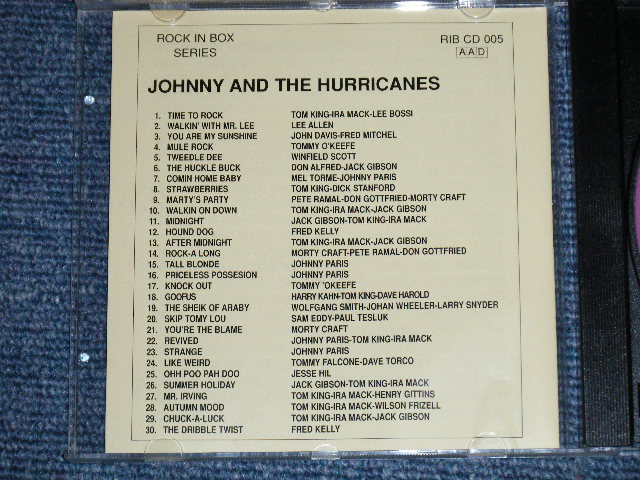 ROCK IN BOX SERIES
RIB CD 005
AAD
JOHNNY AND THE HURRICANES
1. TIME TO ROCK TOM KING-IRA MACK-LEE BOSSI
2. WALKIN' WITH MR. LEE LEE ALLEN
3. YOU ARE MY SUNSHINE JOHN DAVIS-FRED MITCHEL
4. MULE ROCK TOMMY O'KEEFE
5. TWEEDLE DEE WINFIELD SCOTT
6. THE HUCKLE BUCK DON ALFRED-JACK GIBSON
7. COMIN HOME BABY MEL TORME-JOHNNY PARIS
8. STRAWBERRIES TOM KING-DICK STANFORD
9. MARTY'S PARTY PETE RAMAL-DON GOTTFRIED-MORTY CRAFT
10. WALKIN ON DOWN TOM KING-IRA MACK-JACK GIBSON
11. MIDNIGHT JACK GIBSON-TOM KING-IRA MACK
12. HOUND DOG FRED KELLY
13. AFTER MIDNIGHT TOM KING-IRA MACK-JACK GIBSON
14. ROCK-A LONG MORTY CRAFT-PETE RAMAL-DON GOTTFRIED
15. TALL BLONDE JOHNNY PARIS
16. PRICELESS POSSESION JOHNNY PARIS
17. KNOCK OUT TOMMY 'OKEEFE
18. GOOFUS HARRY KAHN-TOM KING-DAVE HAROLD
19. THE SHEIK OF ARABY WOLFGANG SMITH-JOHAN WHEELER-LARRY SNYDER
20. SKIP TOMY LOU SAM EDDY-PAUL TESLUK
21. YOU'RE THE BLAME MORTY CRAFT
22. REVIVED JOHNNY PARIS-TOM KING-IRA MACK
23. STRANGE JOHNNY PARIS
24. LIKE WEIRD TOMMY FALCONE-DAVE TORCO
25. OHH POO PAH DOO JESSE HIL
26. SUMMER HOLIDAY JACK GIBSON-TOM KING-IRA MACK
27. MR. IRVING TOM KING-IRA MACK-HENRY GITTINS
28. AUTUMN MOOD TOM KING-IRA MACK-WILSON FRIZELL
29. CHUCK-A-LUCK TOM KING-IRA MACK-JACK GIBSON
30. THE DRIBBLE TWIST FRED KELLY